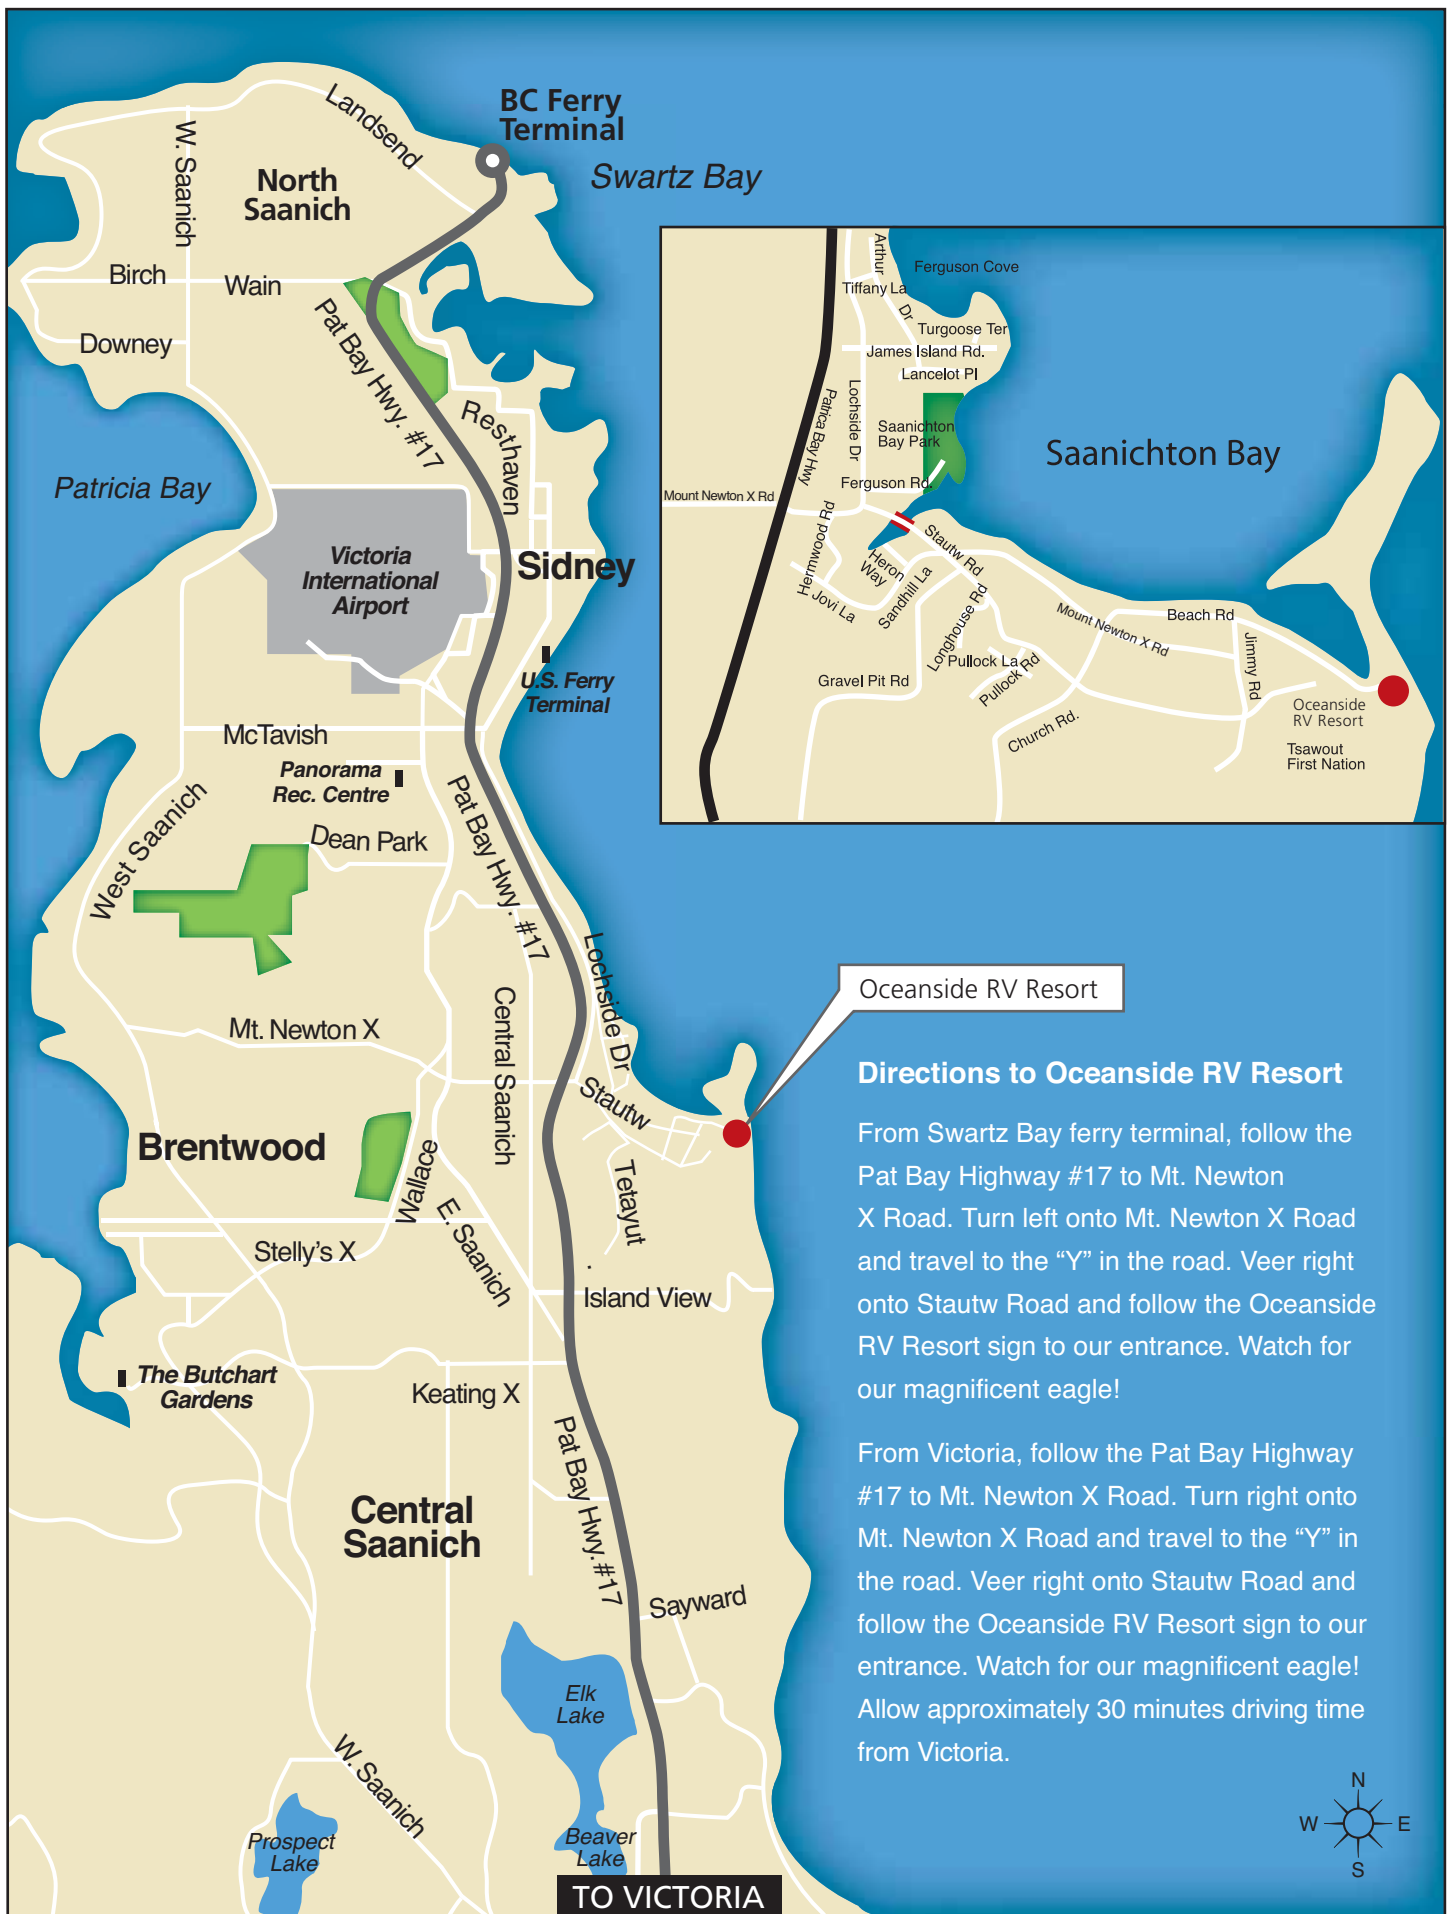 BC Ferry
Terminal
Swartz Bay
Landsend
W. Saanich
North
Saanich
Birch
Wain
Downey
Pat Bay Hwy. #17
Resthaven
Patricia Bay
Victoria
International
Airport
Sidney
U.S. Ferry
Terminal
McTavish
Panorama
Rec. Centre
West Saanich
Dean Park
Pat Bay Hwy. #17
Lochside Dr
Central Saanich
Mt. Newton X
Stautw
Brentwood
Wallace
Tetayut
E. Saanich
Stelly's X
Island View
The Butchart
Gardens
Keating X
Pat Bay Hwy. #17
Central
Saanich
Sayward
Elk
Lake
W. Saanich
Prospect
Lake
Beaver
Lake
TO VICTORIA
Arthur
Dr
Ferguson Cove
Tiffany La
Turgoose Ter
James Island Rd.
Lancelot Pl
Lochside Dr
Patrica Bay Hwy
Saanichton
Bay Park
Saanichton Bay
Ferguson Rd.
Mount Newton X Rd
Hermwood Rd
Stautw Rd
Heron
Way
Jovi La
Sandhill La
Longhouse Rd
Mount Newton X Rd
Beach Rd
Jimmy Rd
Pullock La
Pullock Rd
Gravel Pit Rd
Church Rd.
Oceanside
RV Resort
Tsawout
First Nation
Oceanside RV Resort
Directions to Oceanside RV Resort
From Swartz Bay ferry terminal, follow the
Pat Bay Highway #17 to Mt. Newton
X Road. Turn left onto Mt. Newton X Road
and travel to the “Y” in the road. Veer right
onto Stautw Road and follow the Oceanside
RV Resort sign to our entrance. Watch for
our magnificent eagle!
From Victoria, follow the Pat Bay Highway
#17 to Mt. Newton X Road. Turn right onto
Mt. Newton X Road and travel to the “Y” in
the road. Veer right onto Stautw Road and
follow the Oceanside RV Resort sign to our
entrance. Watch for our magnificent eagle!
Allow approximately 30 minutes driving time
from Victoria.
N
W E
S